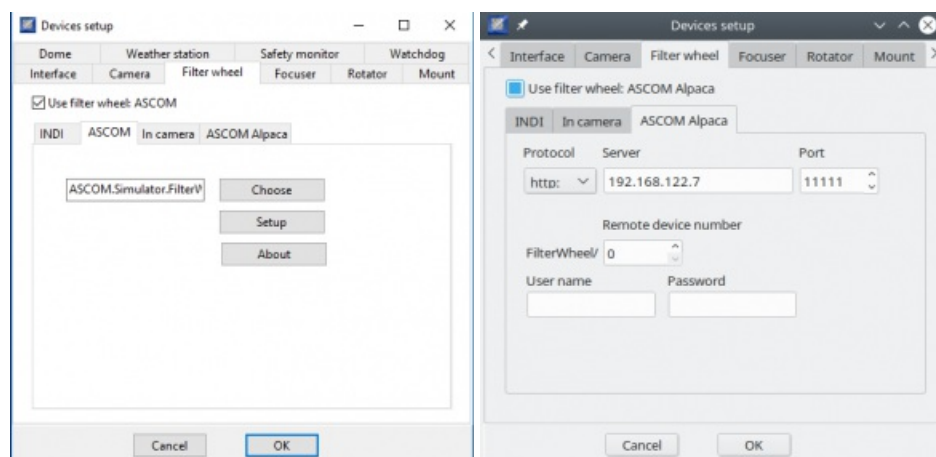 Devices setup
Dome Weather station Safety monitor Watchdog
Interface Camera Filter wheel Focuser Rotator Mount
Use filter wheel: ASCOM
INDI ASCOM In camera ASCOM Alpaca
ASCOM.Simulator.FilterW Choose
Setup
About
Cancel OK
Devices setup
Interface Camera Filter wheel Focuser Rotator Mount
Use filter wheel: ASCOM Alpaca
INDI In camera ASCOM Alpaca
Protocol Server Port
http: 192.168.122.7 11111
Remote device number
FilterWheel/ 0
User name Password
Cancel OK